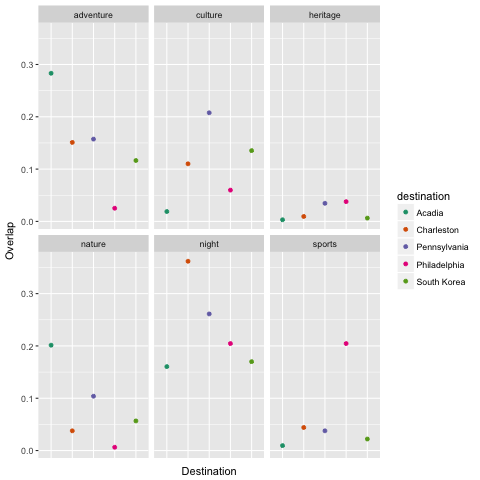 adventure culture heritage
0.3
0.2
0.1
0.0
Overlap
nature night sports
0.3
0.2
0.1
0.0
Destination
destination
Acadia
Charleston
Pennsylvania
Philadelphia
South Korea